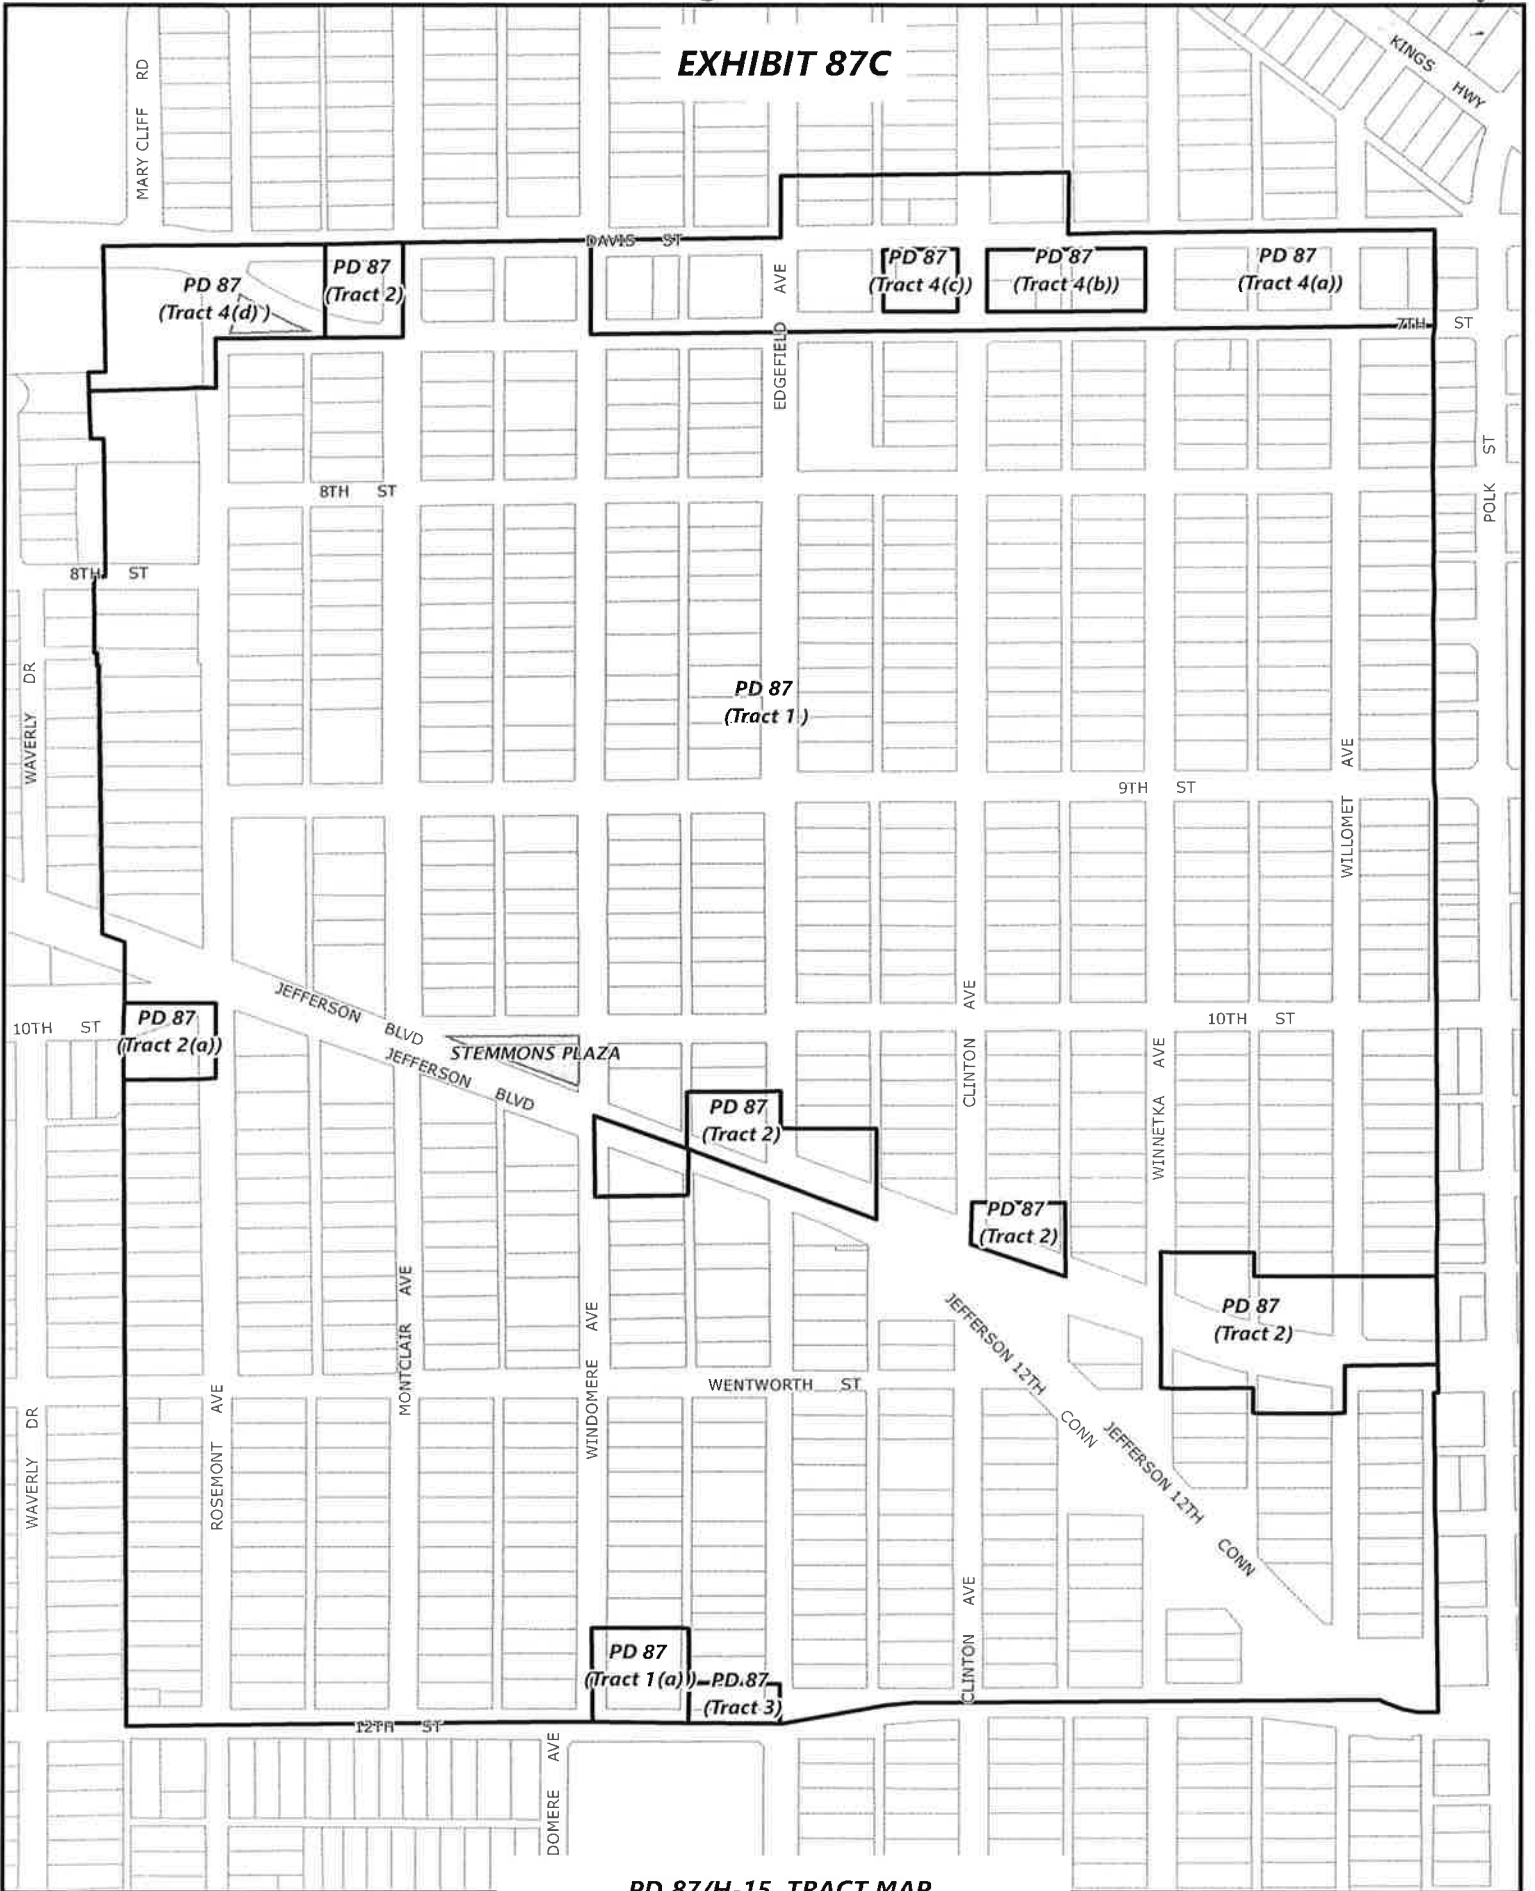 EXHIBIT 87C
KINGS HWY
MARY CLIFF RD
DAVIS ST
PD 87
(Tract 4(d))
PD 87
(Tract 2)
EDGEFIELD AVE
PD 87
(Tract 4(c))
PD 87
(Tract 4(b))
PD 87
(Tract 4(a))
7TH ST
POLK ST
8TH ST
8TH ST
WAVERLY DR
PD 87
(Tract 1)
9TH ST
WILLOMET AVE
JEFFERSON BLVD
JEFFERSON BLVD
STEMMONS PLAZA
10TH ST
PD 87
(Tract 2(a))
CLINTON AVE
10TH ST
WINNETKA AVE
PD 87
(Tract 2)
PD 87
(Tract 2)
PD 87
(Tract 2)
MONTCLAIR AVE
WINDOMERE AVE
JEFFERSON 12TH CONN
JEFFERSON 12TH CONN
WENTWORTH ST
WAVERLY DR
ROSEMONT AVE
CLINTON AVE
PD 87
(Tract 1(a))
PD 87
(Tract 3)
12TH ST
DOMERE AVE
PD 87/H-15 TRACT MAP